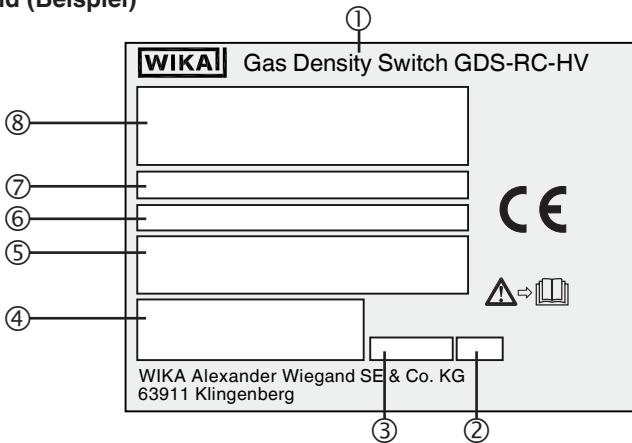 (Beispiel)
①
WIKA Gas Density Switch GDS-RC-HV
⑧
⑦
⑥
CE
⑤
④
WIKA Alexander Wiegand SE & Co. KG
63911 Klingenberg
③ ②